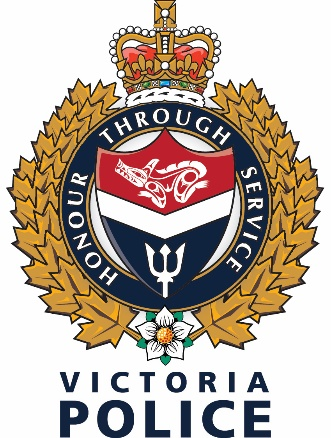 HONOUR THROUGH SERVICE
VICTORIA
POLICE